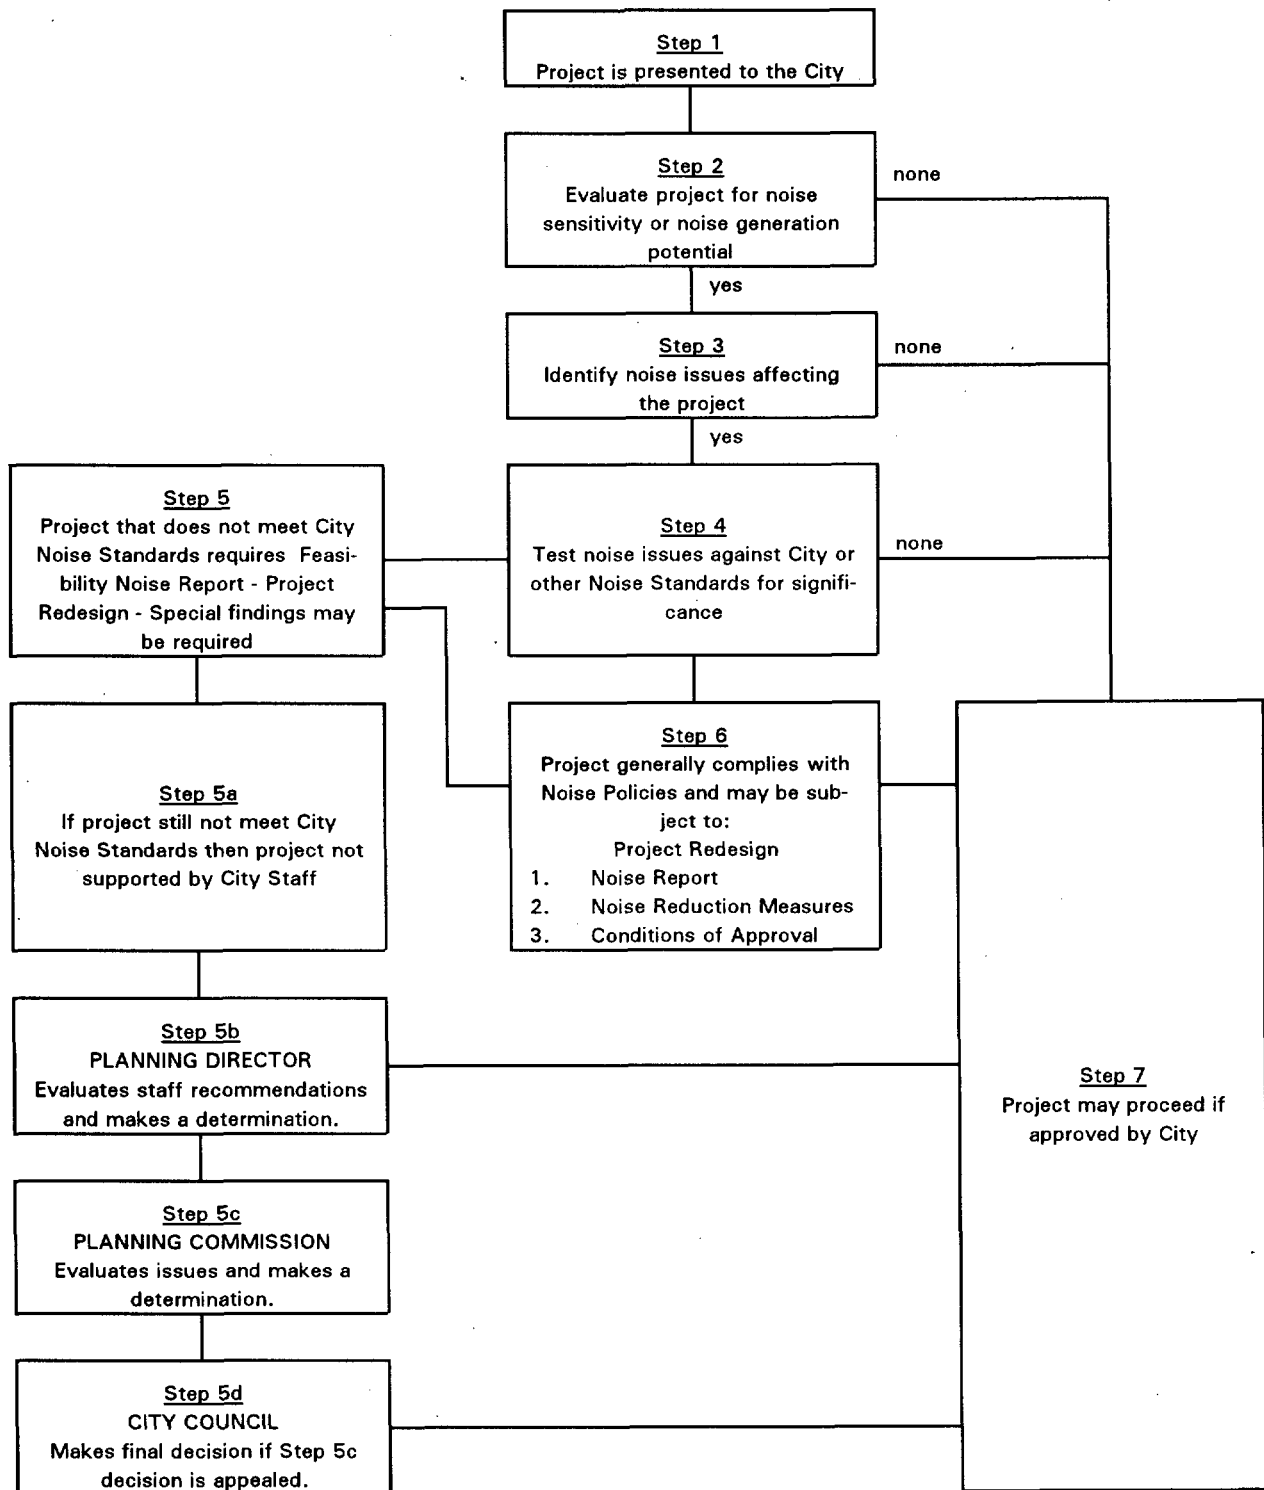 Step 1
Project is presented to the City
Step 2
Evaluate project for noise
sensitivity or noise generation
potential
none
yes
Step 3
Identify noise issues affecting
the project
none
yes
Step 4
Test noise issues against City or
other Noise Standards for signifi-
cance
none
Step 5
Project that does not meet City
Noise Standards requires Feasi-
bility Noise Report - Project
Redesign - Special findings may
be required
Step 5a
If project still not meet City
Noise Standards then project not
supported by City Staff
Step 6
Project generally complies with
Noise Policies and may be sub-
ject to:
Project Redesign
1. Noise Report
2. Noise Reduction Measures
3. Conditions of Approval
Step 5b
PLANNING DIRECTOR
Evaluates staff recommendations
and makes a determination.
Step 5c
PLANNING COMMISSION
Evaluates issues and makes a
determination.
Step 5d
CITY COUNCIL
Makes final decision if Step 5c
decision is appealed.
Step 7
Project may proceed if
approved by City